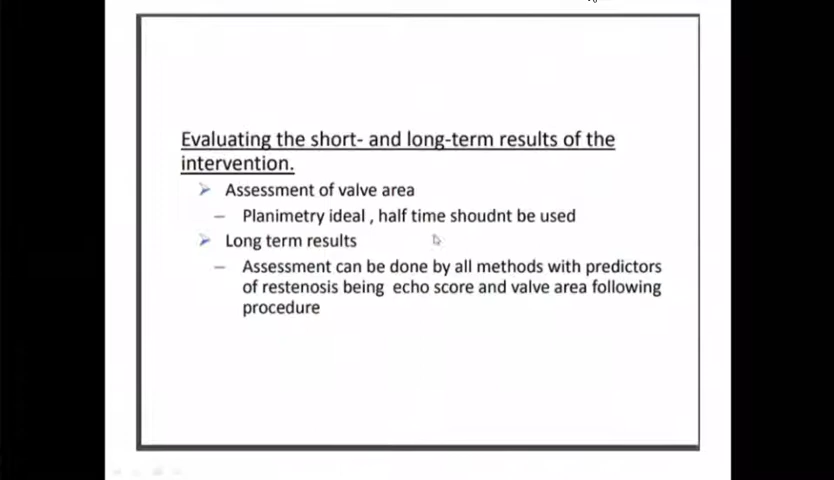 Evaluating the short- and long-term results of the
intervention.
➢ Assessment of valve area
– Planimetry ideal , half time shoudnt be used
➢ Long term results
– Assessment can be done by all methods with predictors
of restenosis being echo score and valve area following
procedure